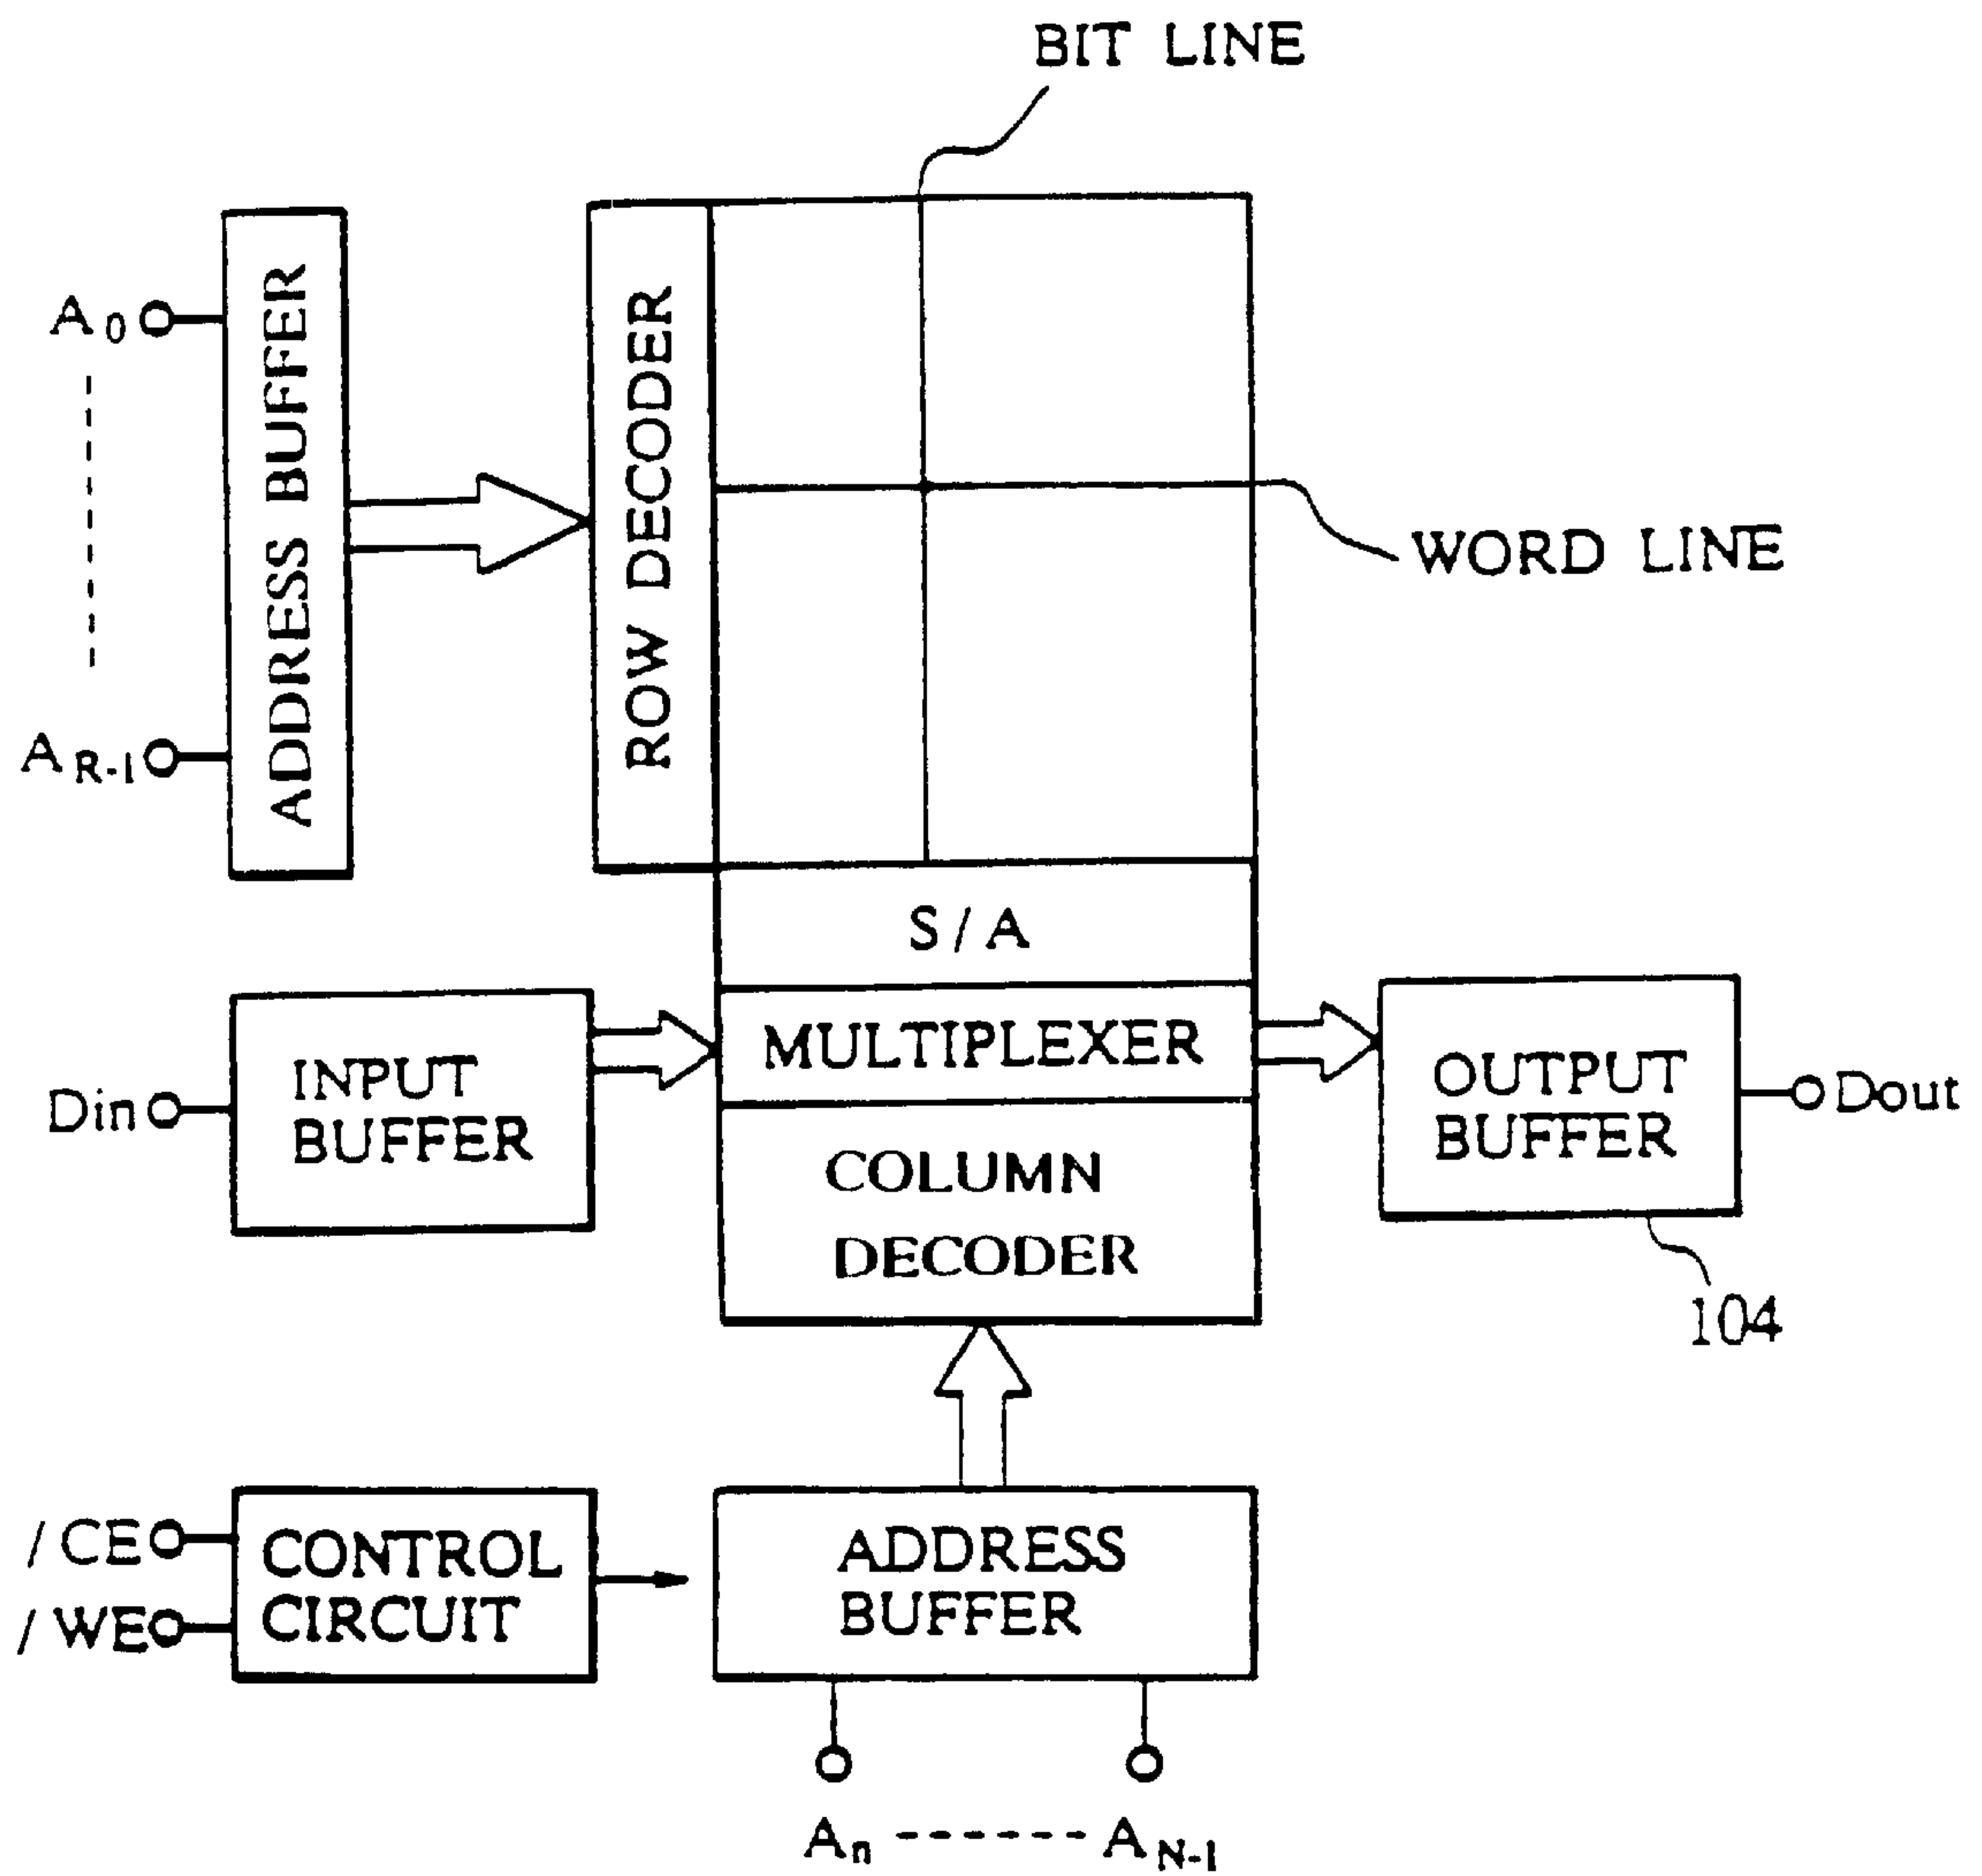 BIT LINE
A0
ADDRESS BUFFER
ROW DECODER
WORD LINE
AR-1
S/A
Din
INPUT
BUFFER
MULTIPLEXER
OUTPUT
BUFFER
Dout
COLUMN
DECODER
104
/CE
/WE
CONTROL
CIRCUIT
ADDRESS
BUFFER
An ------ AN-1